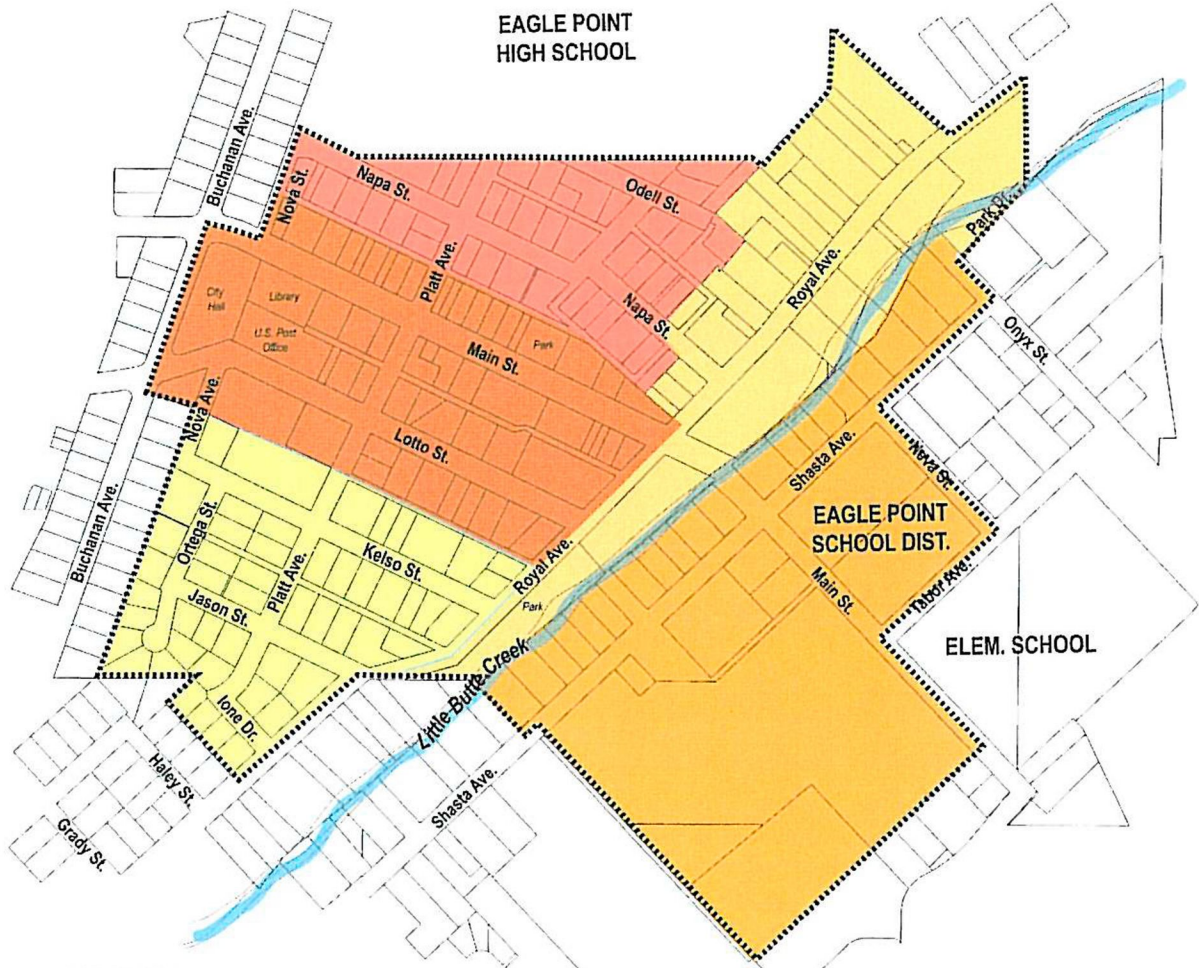 EAGLE POINT
HIGH SCHOOL
Buchanan Ave.
Nova St.
Napa St.
Odell St.
Platt Ave.
Royal Ave.
Park Dr.
City
Hall
Library
U.S. Post
Office
Napa St.
Park
Main St.
Onyx St.
Nova Ave.
Lotto St.
Shasta Ave.
Nova St.
Buchanan Ave.
Ortega St.
Kelso St.
Royal Ave.
EAGLE POINT
SCHOOL DIST.
Platt Ave.
Jason St.
Park
Main St.
Tabor Ave.
ELEM. SCHOOL
Little Butte Creek
Ione Dr.
Haley St.
Shasta Ave.
Grady St.